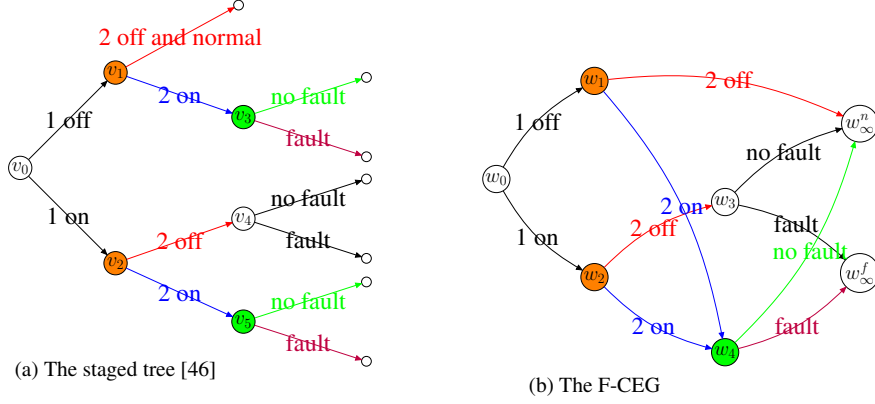 2 off and normal
v1
2 on
no fault
v3
1 off
fault
v0
no fault
v4
1 on
2 off
fault
v2
no fault
2 on
v5
fault
(a) The staged tree [46]
w1
2 off
w∞^n
1 off
no fault
w0
w3
2 on
fault
1 on
2 off
no fault
w2
w∞^f
2 on
fault
w4
(b) The F-CEG